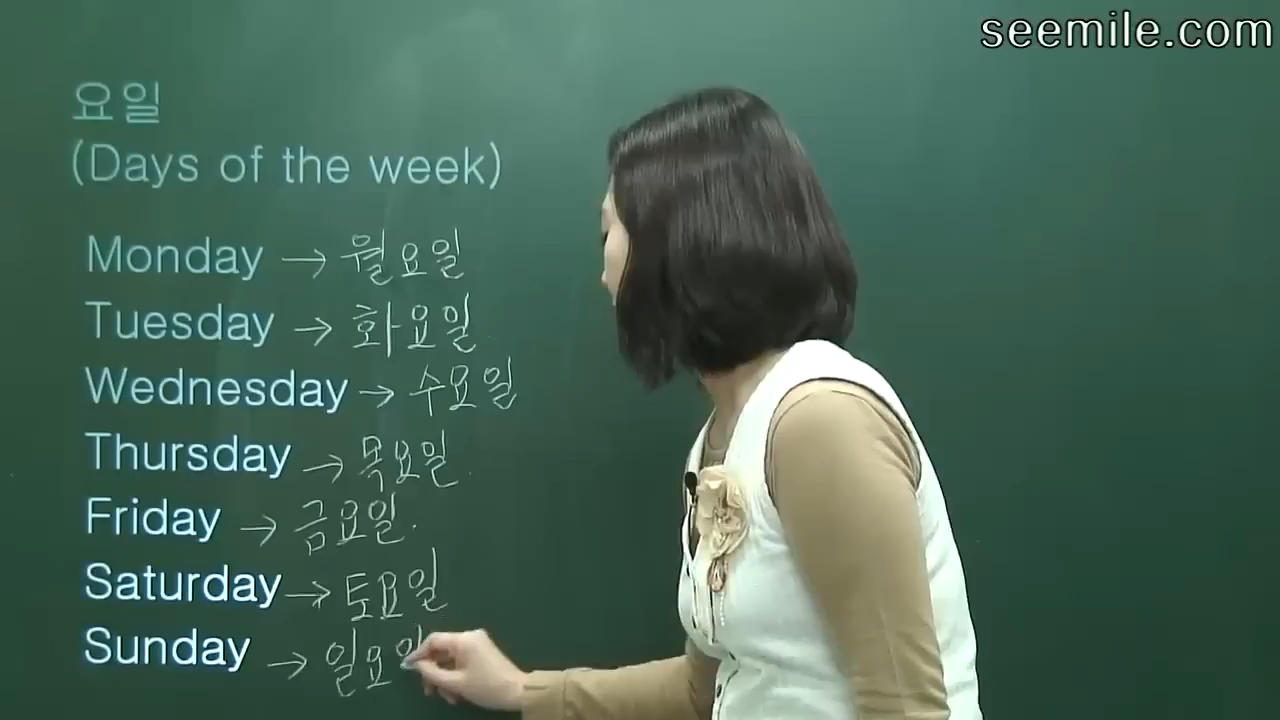 seemile.com
요일
(Days of the week)
Monday → 월요일
Tuesday → 화요일
Wednesday → 수요일
Thursday → 목요일
Friday → 금요일.
Saturday → 토요일
Sunday → 일요일